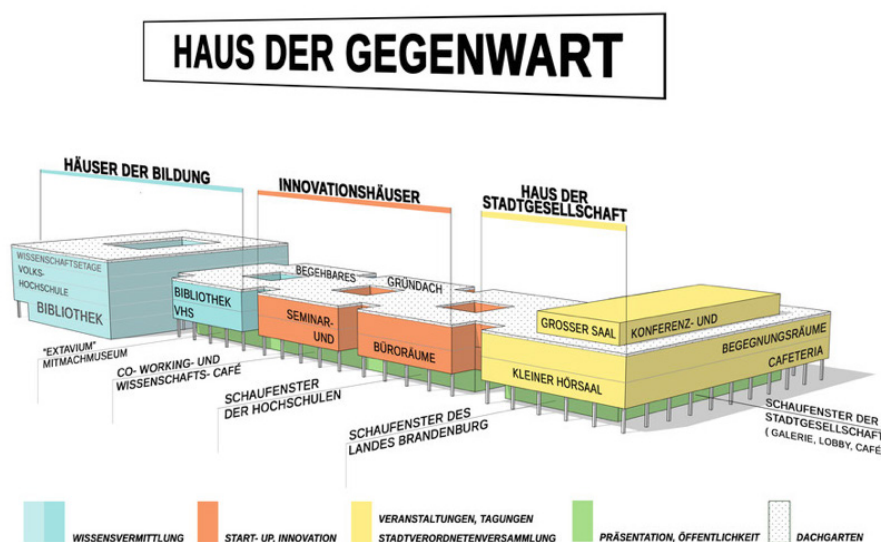 HAUS DER GEGENWART
HÄUSER DER BILDUNG
INNOVATIONSHÄUSER
HAUS DER
STADTGESELLSCHAFT
WISSENSCHAFTSETAGE
VOLKS-
HOCHSCHULE
BIBLIOTHEK
BIBLIOTHEK
VHS
BEGEHBARES
GRÜNDACH
SEMINAR-
UND
BÜRORÄUME
GROSSER SAAL
KONFERENZ- UND
BEGEGNUNGSRÄUME
CAFETERIA
KLEINER HÖRSAAL
"EXTAVIUM"
MITMACHMUSEUM
CO- WORKING- UND
WISSENSCHAFTS- CAFÉ
SCHAUFENSTER
DER HOCHSCHULEN
SCHAUFENSTER DES
LANDES BRANDENBURG
SCHAUFENSTER DER
STADTGESELLSCHAFT
( GALERIE, LOBBY, CAFÉ
WISSENSVERMITTLUNG
START- UP, INNOVATION
VERANSTALTUNGEN, TAGUNGEN
STADTVERORDNETENVERSAMMLUNG
PRÄSENTATION, ÖFFENTLICHKEIT
DACHGARTEN